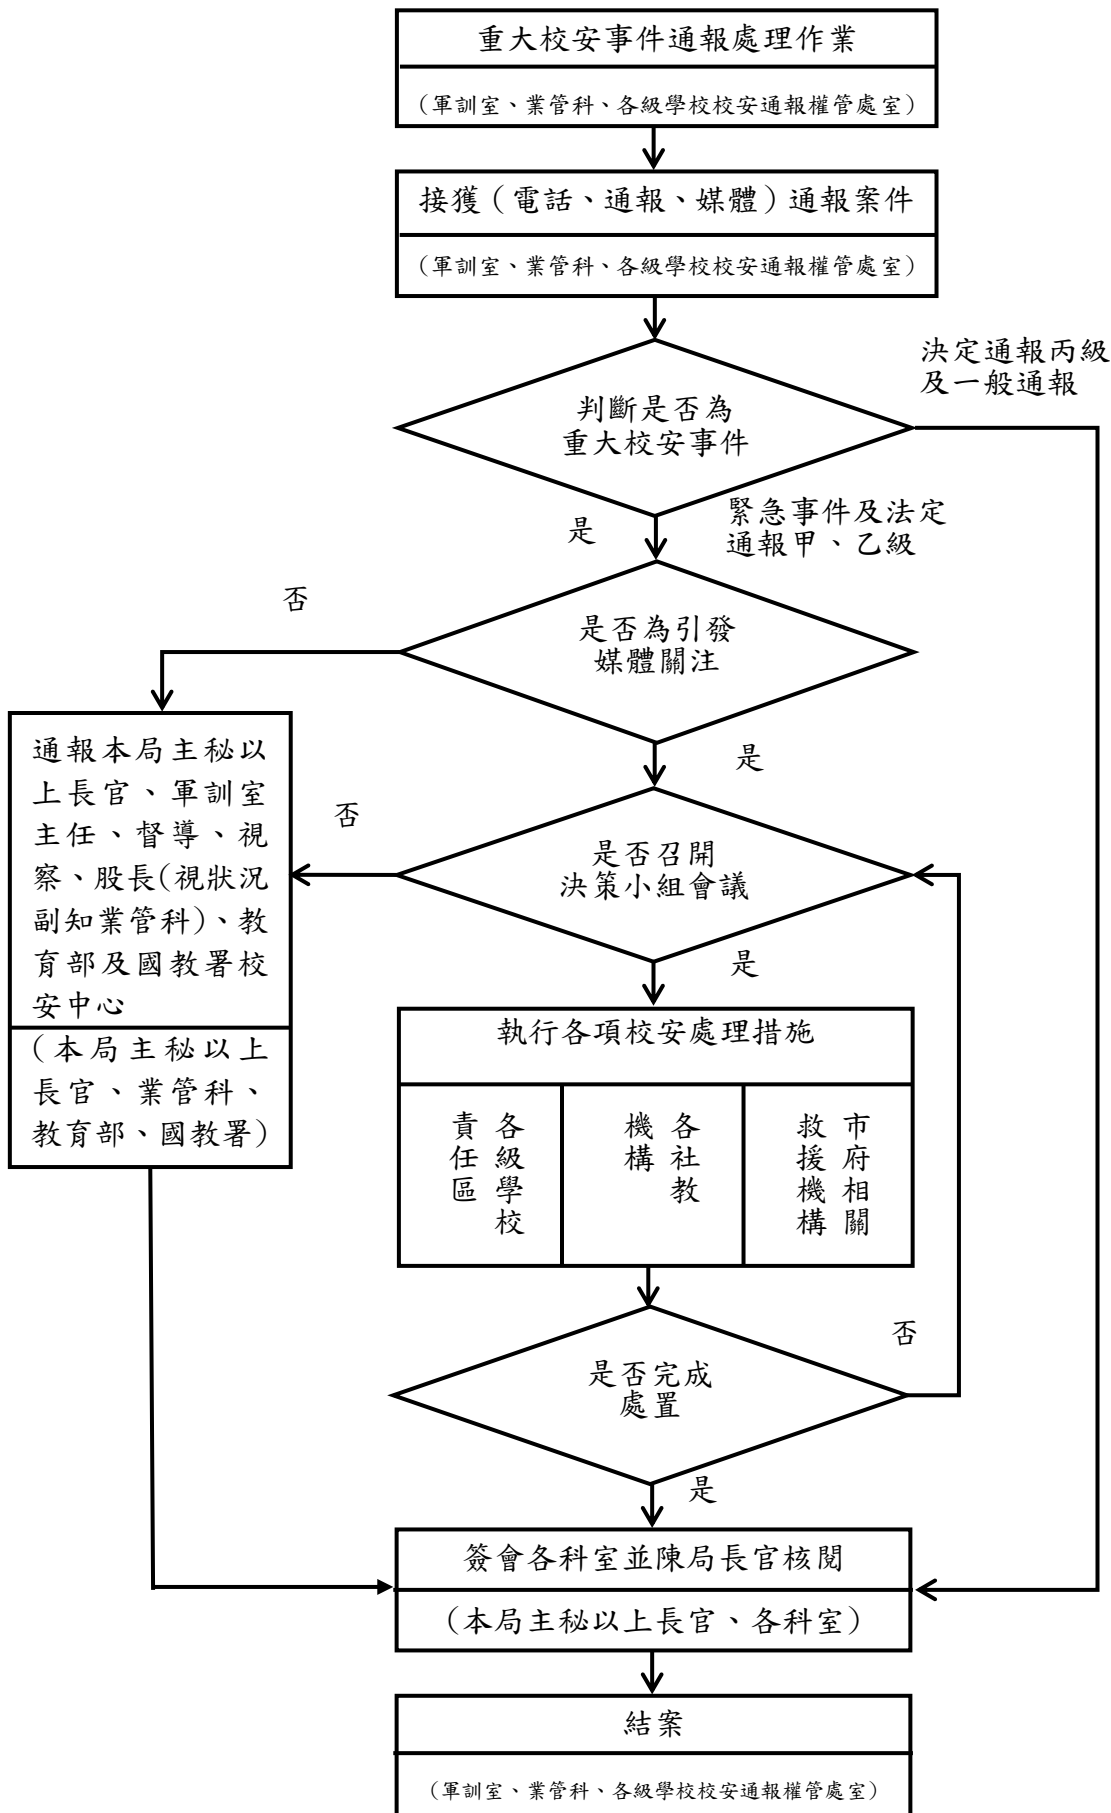 重大校安事件通報處理作業
（軍訓室、業管科、各級學校校安通報權管處室）
接獲（電話、通報、媒體）通報案件
（軍訓室、業管科、各級學校校安通報權管處室）
決定通報丙級
及一般通報
判斷是否為
重大校安事件
是
緊急事件及法定
通報甲、乙級
否
是否為引發
媒體關注
是
通報本局主秘以
上長官、軍訓室
主任、督導、視
察、股長(視狀況
副知業管科)、教
育部及國教署校
安中心
（本局主秘以上
長官、業管科、
教育部、國教署）
否
是否召開
決策小組會議
是
執行各項校安處理措施
各級學校
責任區
各社教
機構
市府相關
救援機構
否
是否完成
處置
是
簽會各科室並陳局長官核閱
（本局主秘以上長官、各科室）
結案
（軍訓室、業管科、各級學校校安通報權管處室）